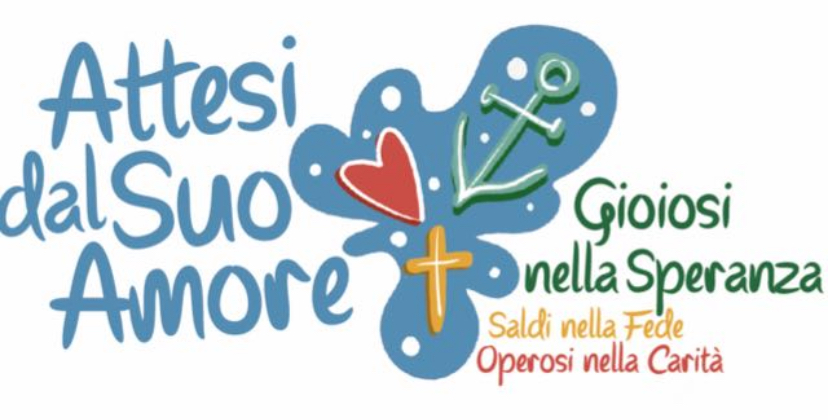 Attesi
dal Suo
Amore
Gioiosi
nella Speranza
Saldi nella Fede
Operosi nella Carità